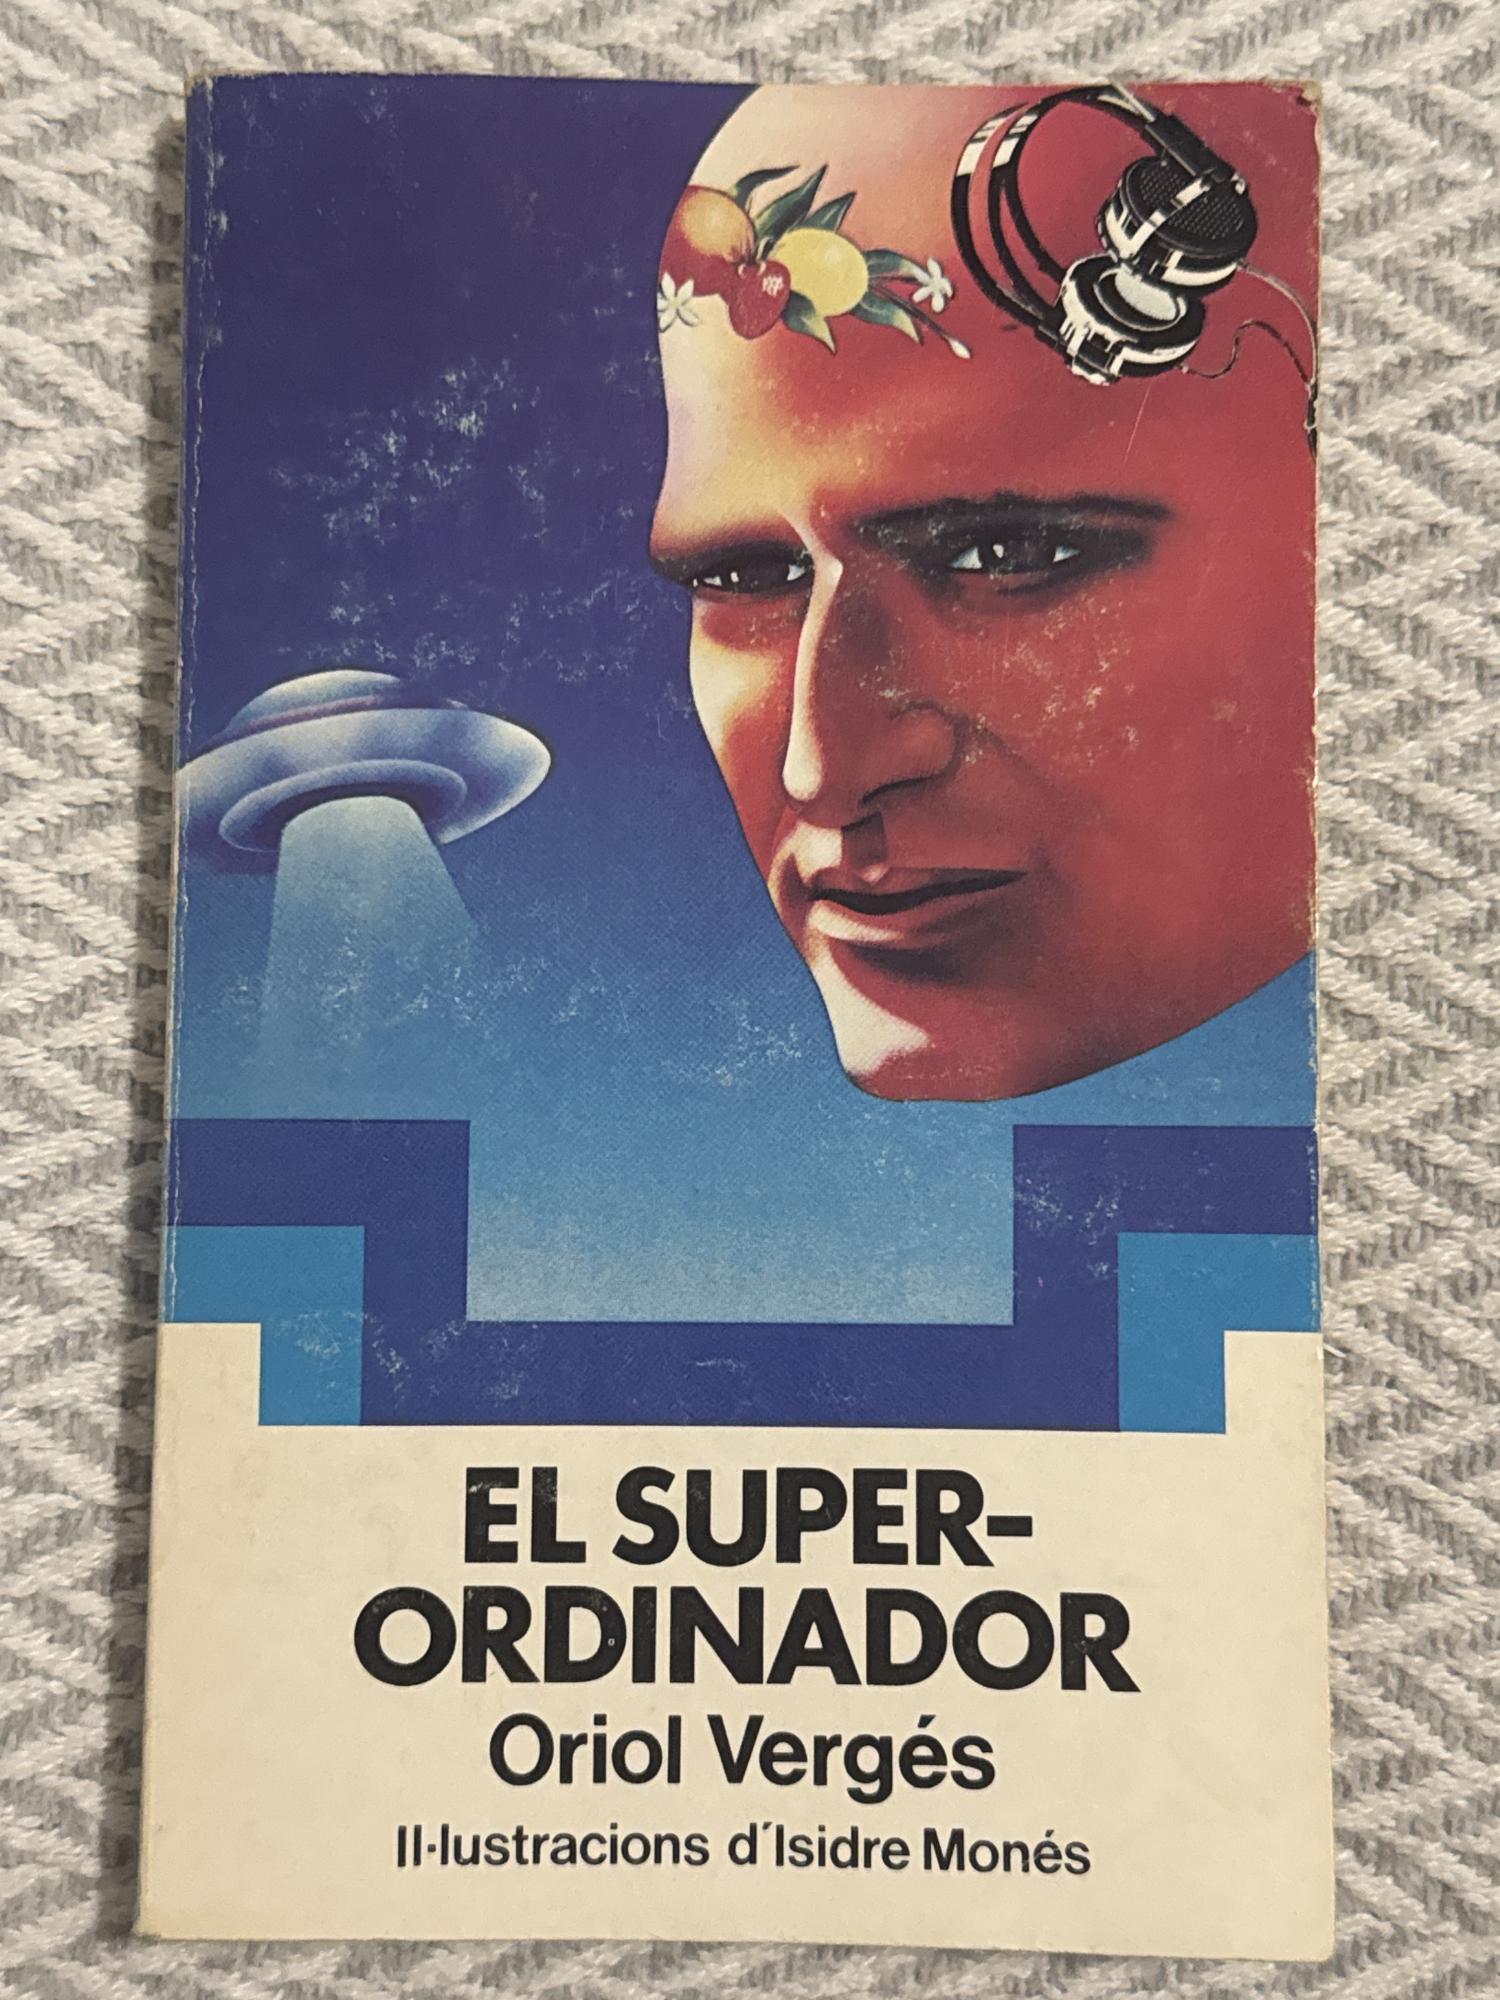 EL SUPER-
ORDINADOR
Oriol Vergés
Il·lustracions d´Isidre Monés